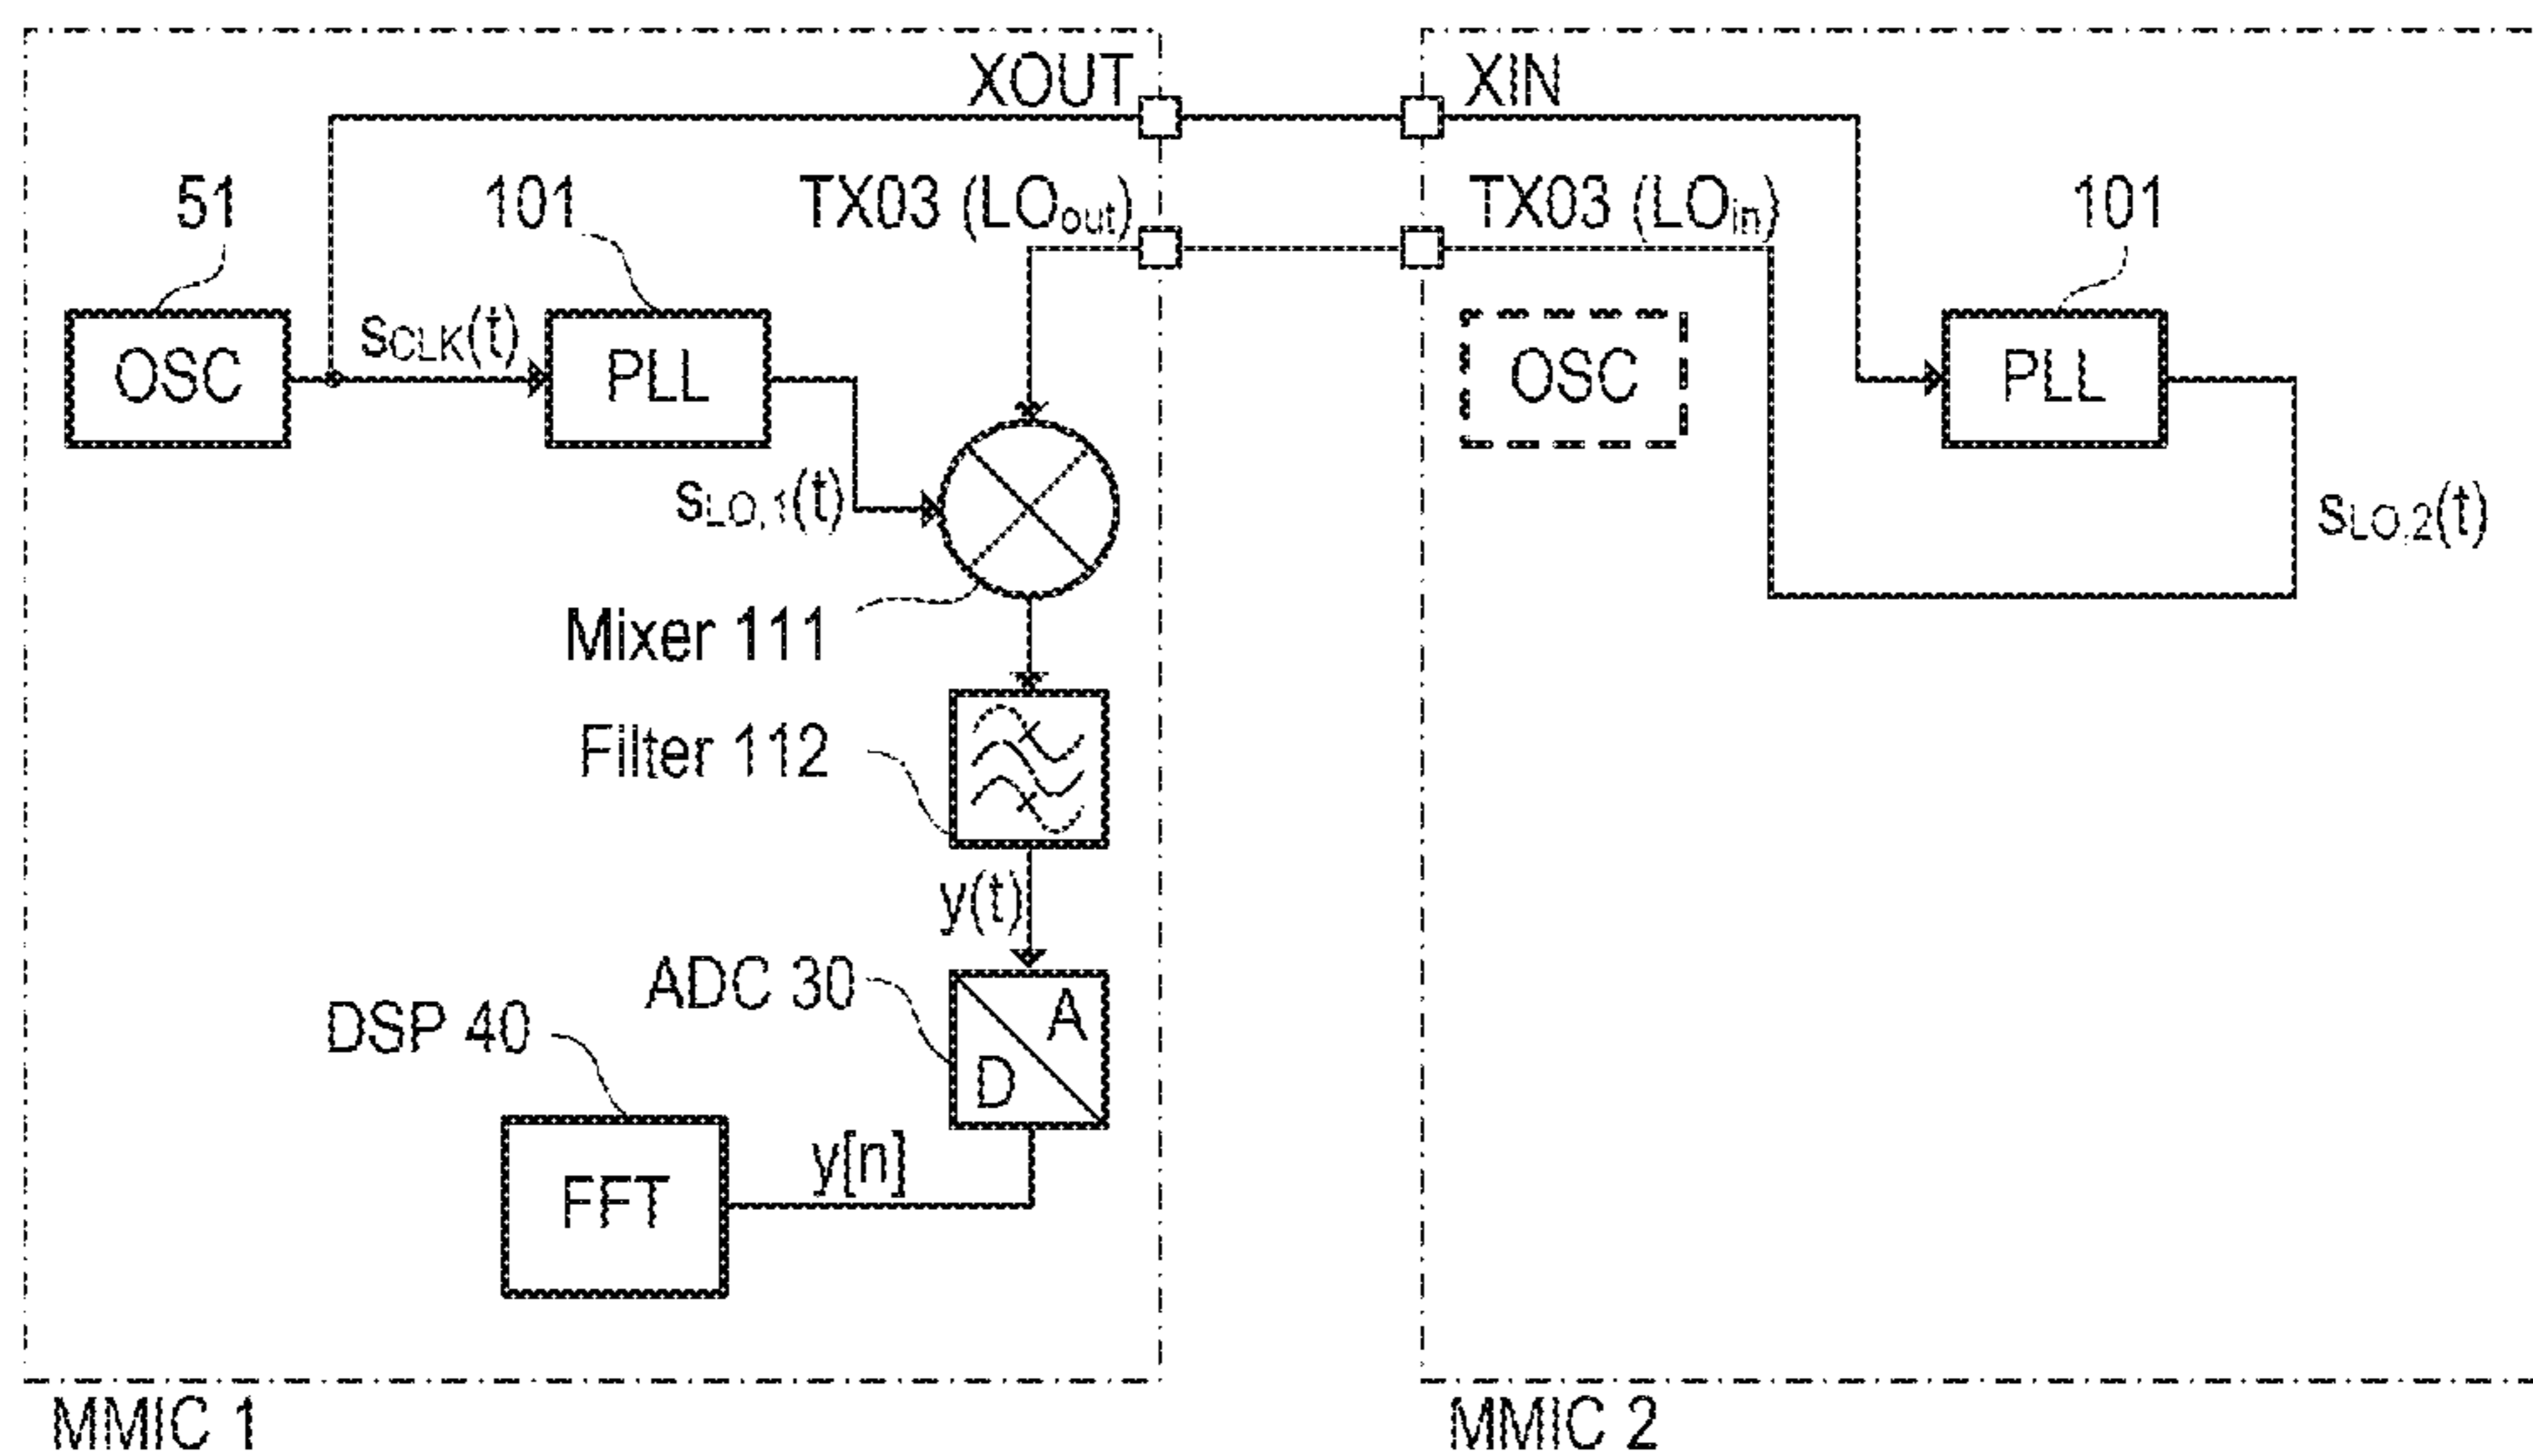 XOUT
XIN
51
101
TX03 (LOout)
TX03 (LOin)
101
OSC
sCLK(t)
PLL
OSC
PLL
sLO,1(t)
sLO,2(t)
Mixer 111
Filter 112
y(t)
ADC 30
A
D
DSP 40
y[n]
FFT
MMIC 1
MMIC 2